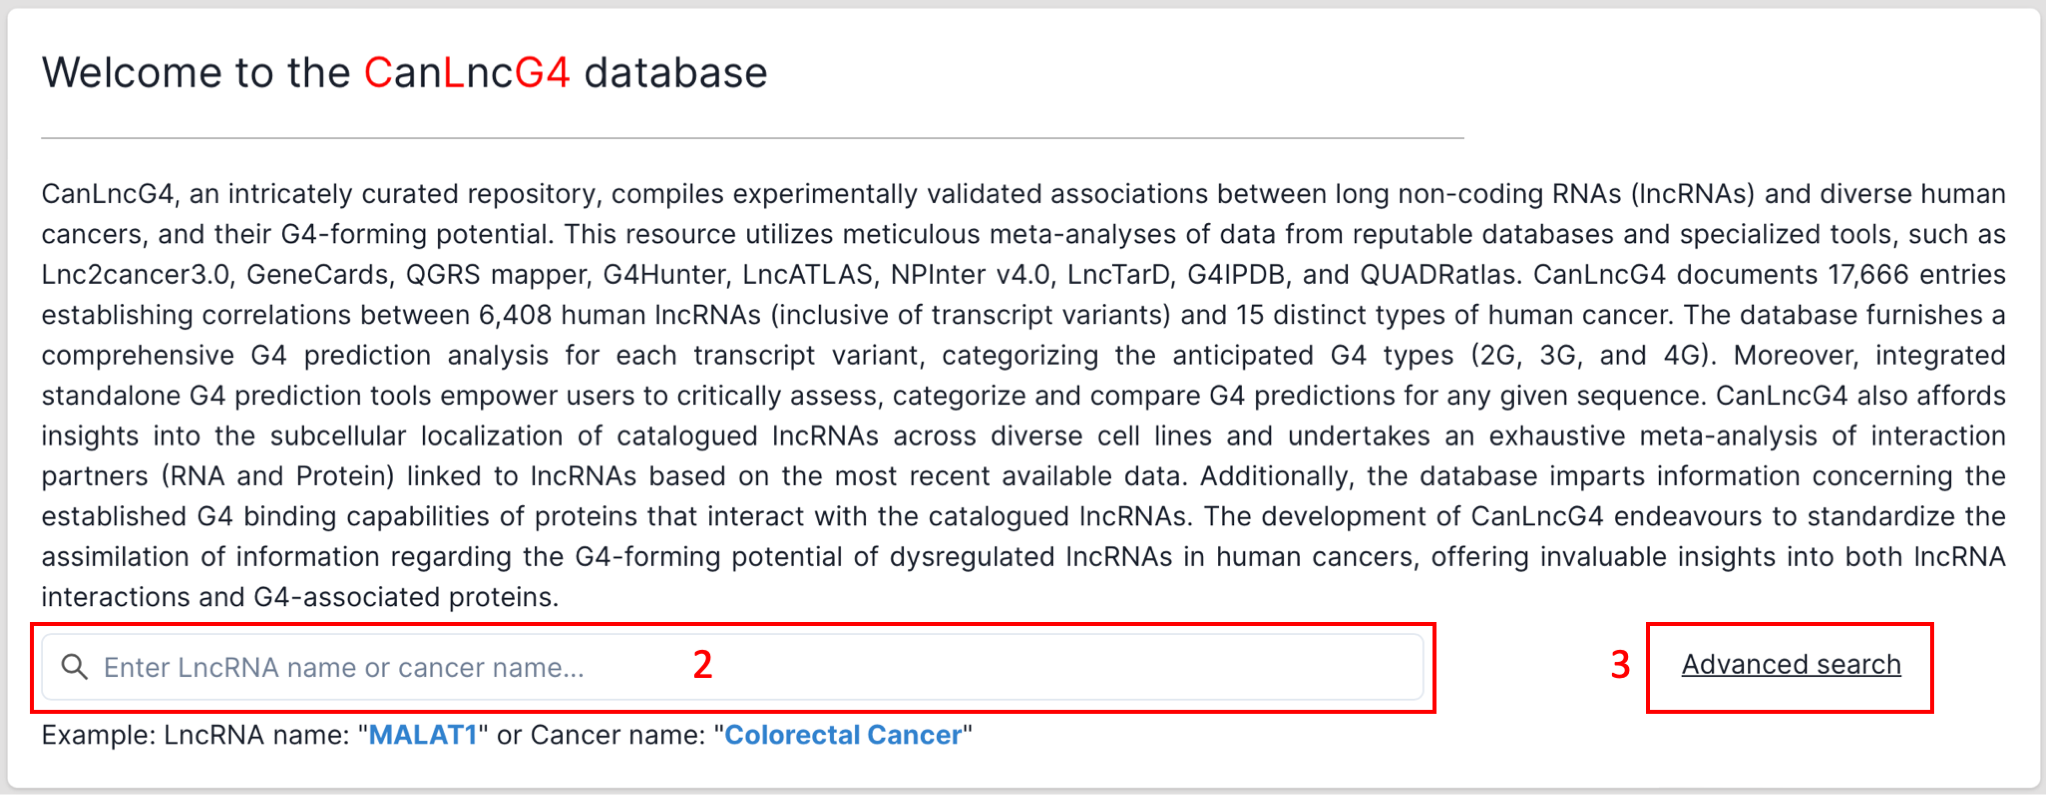 Welcome to the CanLncG4 database
CanLncG4, an intricately curated repository, compiles experimentally validated associations between long non-coding RNAs (lncRNAs) and diverse human
cancers, and their G4-forming potential. This resource utilizes meticulous meta-analyses of data from reputable databases and specialized tools, such as
Lnc2cancer3.0, GeneCards, QGRS mapper, G4Hunter, LncATLAS, NPInter v4.0, LncTarD, G4IPDB, and QUADRatlas. CanLncG4 documents 17,666 entries
establishing correlations between 6,408 human lncRNAs (inclusive of transcript variants) and 15 distinct types of human cancer. The database furnishes a
comprehensive G4 prediction analysis for each transcript variant, categorizing the anticipated G4 types (2G, 3G, and 4G). Moreover, integrated
standalone G4 prediction tools empower users to critically assess, categorize and compare G4 predictions for any given sequence. CanLncG4 also affords
insights into the subcellular localization of catalogued lncRNAs across diverse cell lines and undertakes an exhaustive meta-analysis of interaction
partners (RNA and Protein) linked to lncRNAs based on the most recent available data. Additionally, the database imparts information concerning the
established G4 binding capabilities of proteins that interact with the catalogued lncRNAs. The development of CanLncG4 endeavours to standardize the
assimilation of information regarding the G4-forming potential of dysregulated lncRNAs in human cancers, offering invaluable insights into both lncRNA
interactions and G4-associated proteins.
Enter LncRNA name or cancer name... 2
3 Advanced search
Example: LncRNA name: "MALAT1" or Cancer name: "Colorectal Cancer"